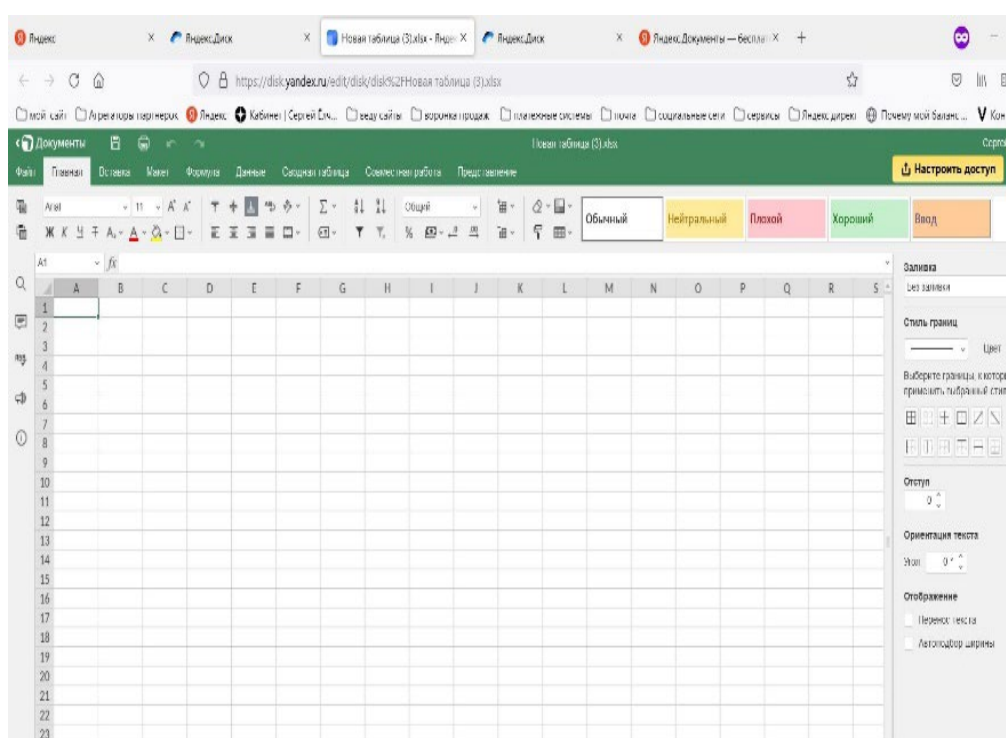 Яндекс Яндекс.Диск Новая таблица (3).xlsx - Яндек Яндекс.Диск Яндекс.Документы — беспла
https://disk.yandex.ru/edit/disk/disk%2FНовая таблица (3).xlsx
мой сайт Агрегаторы партнерок Яндекс Кабинет | Сергей веду сайты воронка продаж платежные системы почта социальные сети сервисы Яндекс директ Почему мой баланс ... Кон
Документы Новая таблица (3).xlsx
Файл Главная Вставка Макет Формула Данные Сводная таблица Совместная работа Представление Настроить доступ
Arial 11 Общий
Ж К Ч
Обычный Нейтральный Плохой Хороший Ввод
A1 fx
Заливка
Без заливки
A B C D E F G H I J K L M N O P Q R S
1
2
3
4
5
6
7
8
9
10
11
12
13
14
15
16
17
18
19
20
21
22
23
Стиль границ
Цвет
Выберите границы, к котор
применить выбранный стил
Отступ
0
Ориентация текста
Угол 0 °
Отображение
Перенос текста
Автоподбор ширины